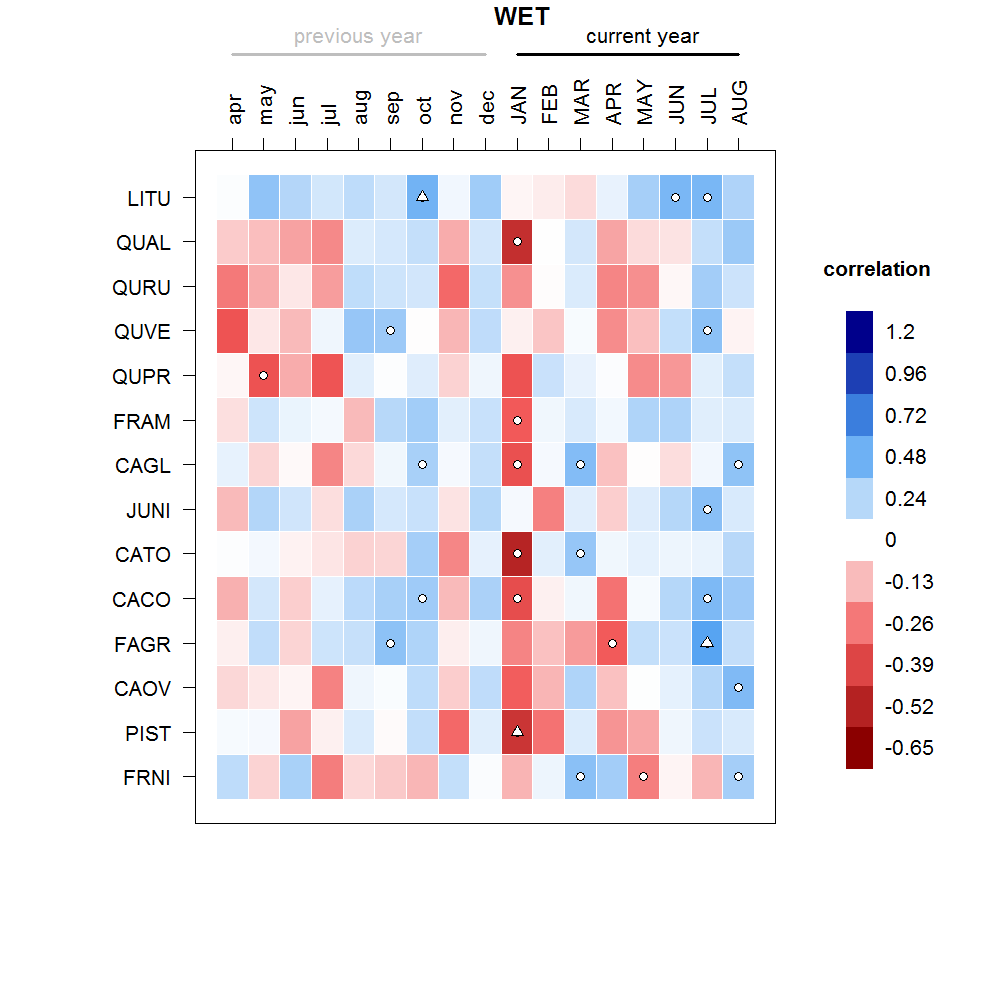 WET
previous year current year
apr may jun jul aug sep oct nov dec JAN FEB MAR APR MAY JUN JUL AUG
LITU
QUAL
QURU
QUVE
QUPR
FRAM
CAGL
JUNI
CATO
CACO
FAGR
CAOV
PIST
FRNI
correlation
1.2
0.96
0.72
0.48
0.24
0
-0.13
-0.26
-0.39
-0.52
-0.65